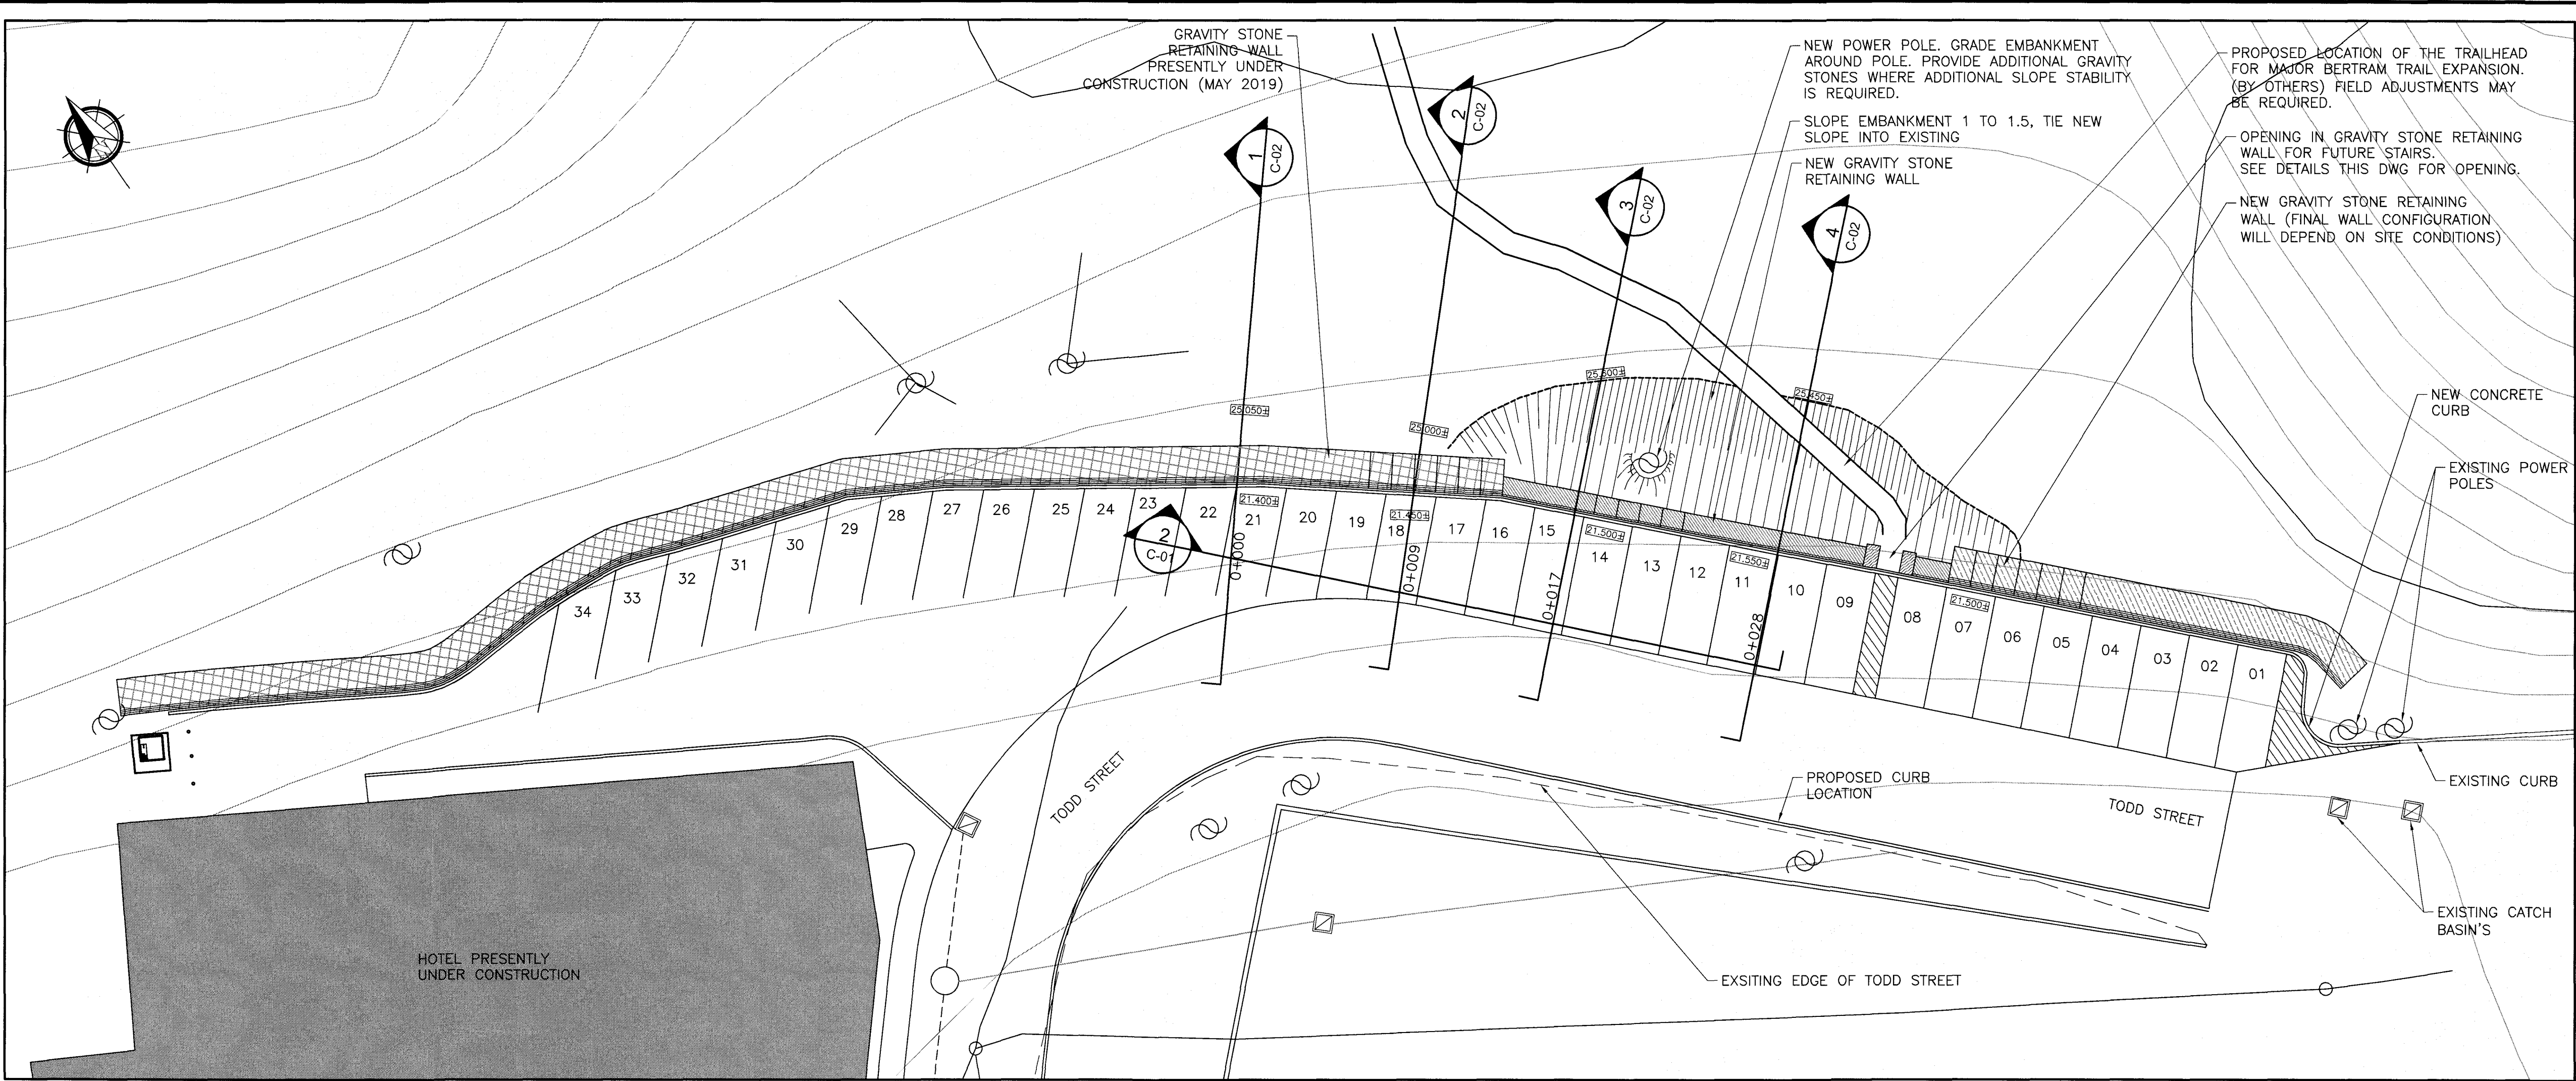 GRAVITY STONE
RETAINING WALL
PRESENTLY UNDER
CONSTRUCTION (MAY 2019)
NEW POWER POLE. GRADE EMBANKMENT
AROUND POLE. PROVIDE ADDITIONAL GRAVITY
STONES WHERE ADDITIONAL SLOPE STABILITY
IS REQUIRED.
SLOPE EMBANKMENT 1 TO 1.5, TIE NEW
SLOPE INTO EXISTING
NEW GRAVITY STONE
RETAINING WALL
PROPOSED LOCATION OF THE TRAILHEAD
FOR MAJOR BERTRAM TRAIL EXPANSION.
(BY OTHERS) FIELD ADJUSTMENTS MAY
BE REQUIRED.
OPENING IN GRAVITY STONE RETAINING
WALL FOR FUTURE STAIRS.
SEE DETAILS THIS DWG FOR OPENING.
NEW GRAVITY STONE RETAINING
WALL (FINAL WALL CONFIGURATION
WILL DEPEND ON SITE CONDITIONS)
1
C-02
2
C-02
3
C-02
4
C-02
25.050±
25.000±
25.600±
25.450±
NEW CONCRETE
CURB
EXISTING POWER
POLES
34
33
32
31
30
29
28
27
26
25
24
23
22
21
20
19
18
17
16
15
14
13
12
11
10
09
08
07
06
05
04
03
02
01
21.400±
21.450±
21.500±
21.550±
21.500±
2
C-01
0+000
0+009
0+017
0+028
TODD STREET
PROPOSED CURB
LOCATION
TODD STREET
EXISTING CURB
EXISTING CATCH
BASIN'S
EXSITING EDGE OF TODD STREET
HOTEL PRESENTLY
UNDER CONSTRUCTION